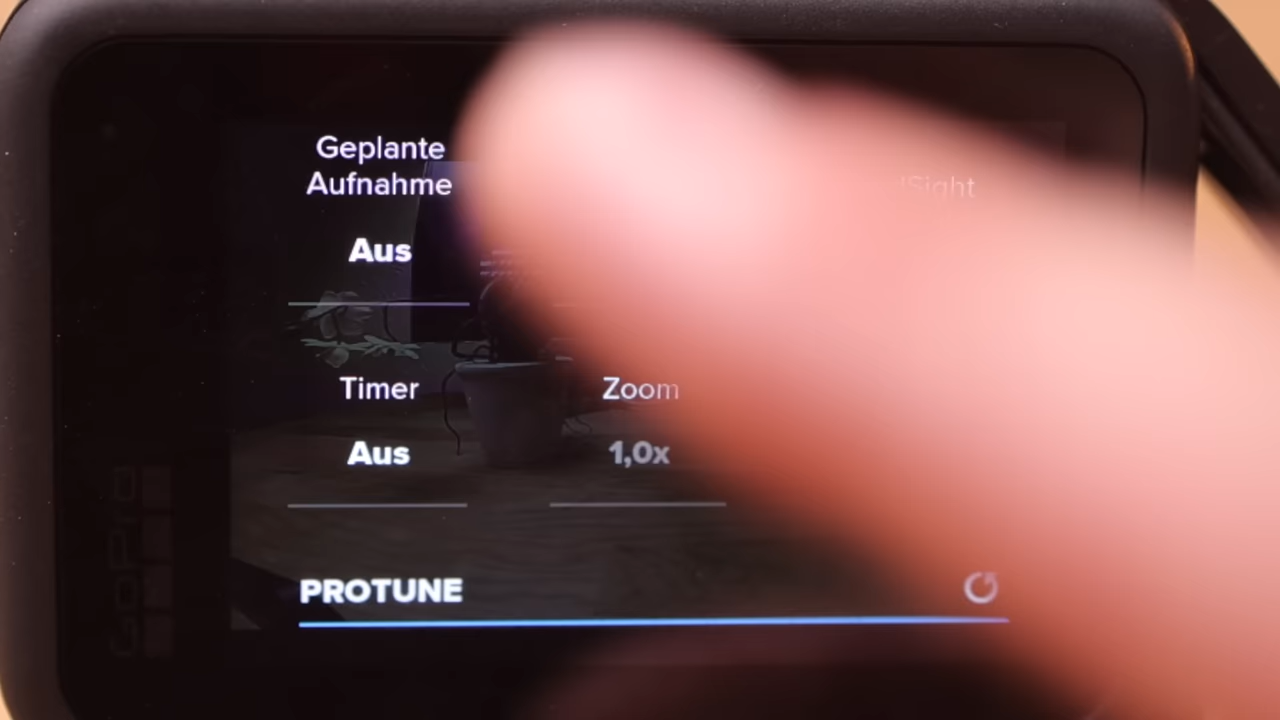 Geplante
Aufnahme
Aus
Timer
Zoom
Aus
1,0x
PROTUNE